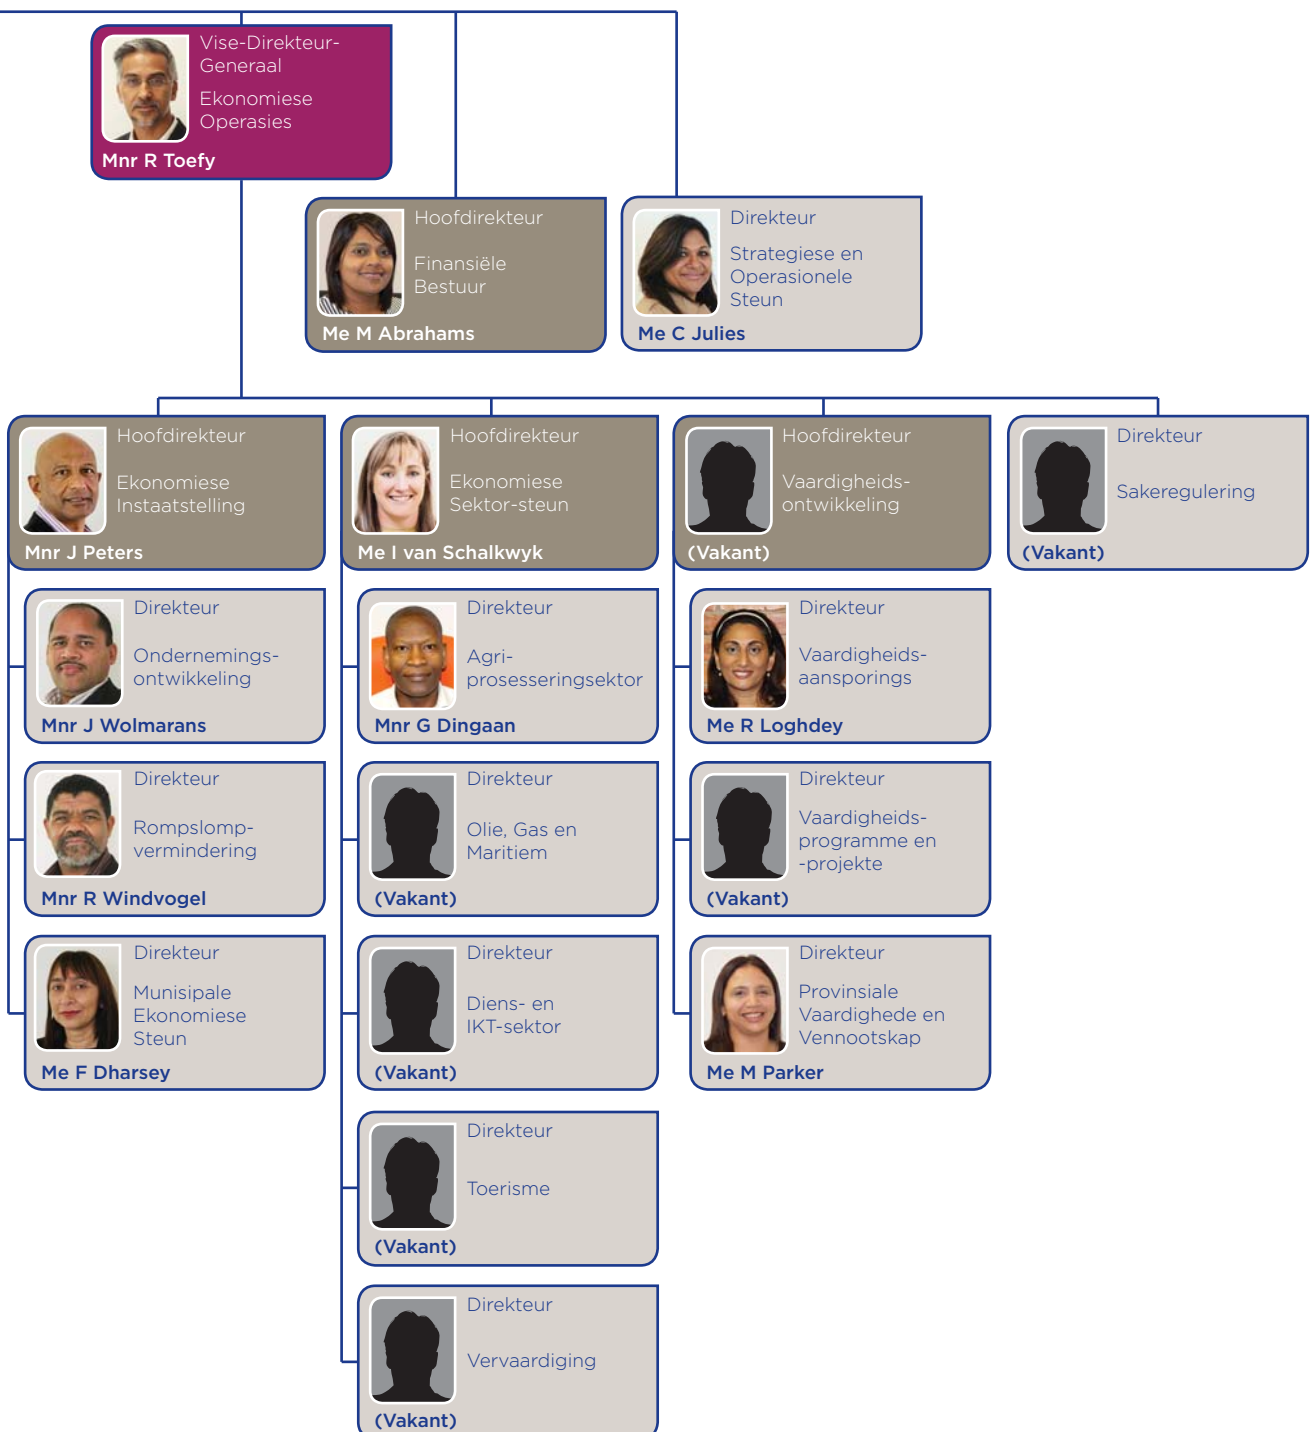 Vise-Direkteur-
Generaal
Ekonomiese
Operasies
Mnr R Toefy
Hoofdirekteur
Finansiële
Bestuur
Me M Abrahams
Direkteur
Strategiese en
Operasionele
Steun
Me C Julies
Hoofdirekteur
Ekonomiese
Instaatstelling
Mnr J Peters
Direkteur
Ondernemings-
ontwikkeling
Mnr J Wolmarans
Direkteur
Rompslomp-
vermindering
Mnr R Windvogel
Direkteur
Munisipale
Ekonomiese
Steun
Me F Dharsey
Hoofdirekteur
Ekonomiese
Sektor-steun
Me I van Schalkwyk
Direkteur
Agri-
prosesseringsektor
Mnr G Dingaan
Direkteur
Olie, Gas en
Maritiem
(Vakant)
Direkteur
Diens- en
IKT-sektor
(Vakant)
Direkteur
Toerisme
(Vakant)
Direkteur
Vervaardiging
(Vakant)
Hoofdirekteur
Vaardigheids-
ontwikkeling
(Vakant)
Direkteur
Vaardigheids-
aansporings
Me R Loghdey
Direkteur
Vaardigheids-
programme en
-projekte
(Vakant)
Direkteur
Provinsiale
Vaardighede en
Vennootskap
Me M Parker
Direkteur
Sakeregulering
(Vakant)